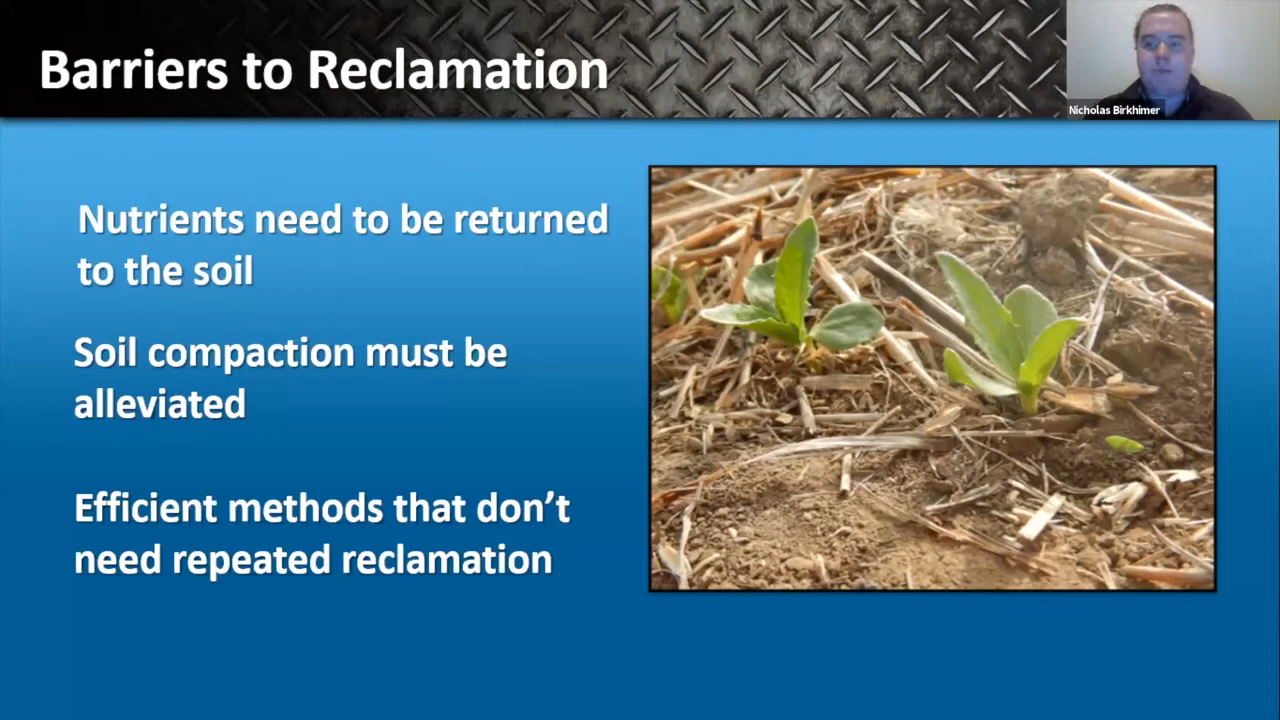 Barriers to Reclamation
Nicholas Birkhimer
Nutrients need to be returned
to the soil
Soil compaction must be
alleviated
Efficient methods that don’t
need repeated reclamation